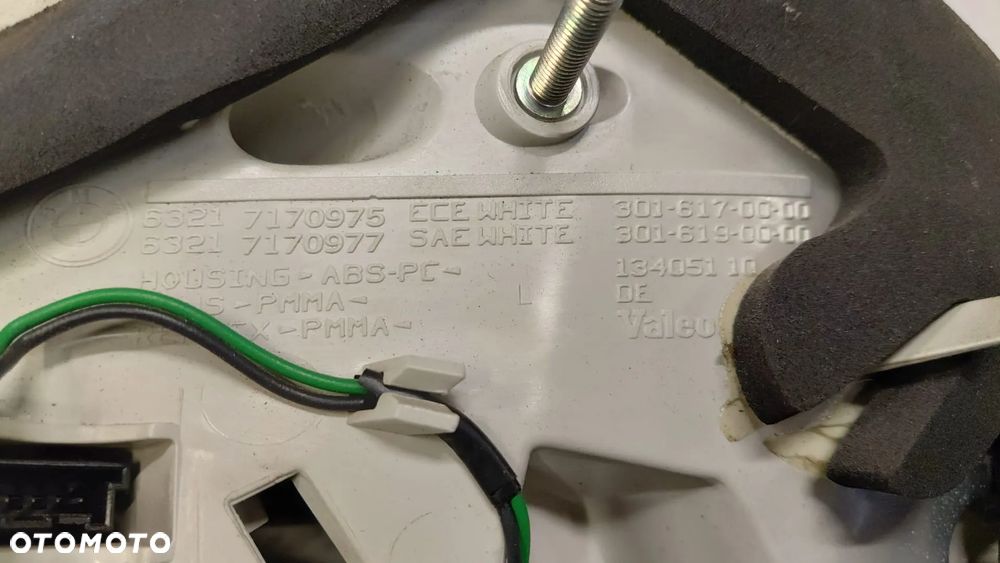 6321 7170975 ECE WHITE 301-617-00-00
6321 7170977 SAE WHITE 301-619-00-00
HOUSING-ABS-PC- 134051 10
-PMMA- L DE
-PMMA- Valeo
OTOMOTO